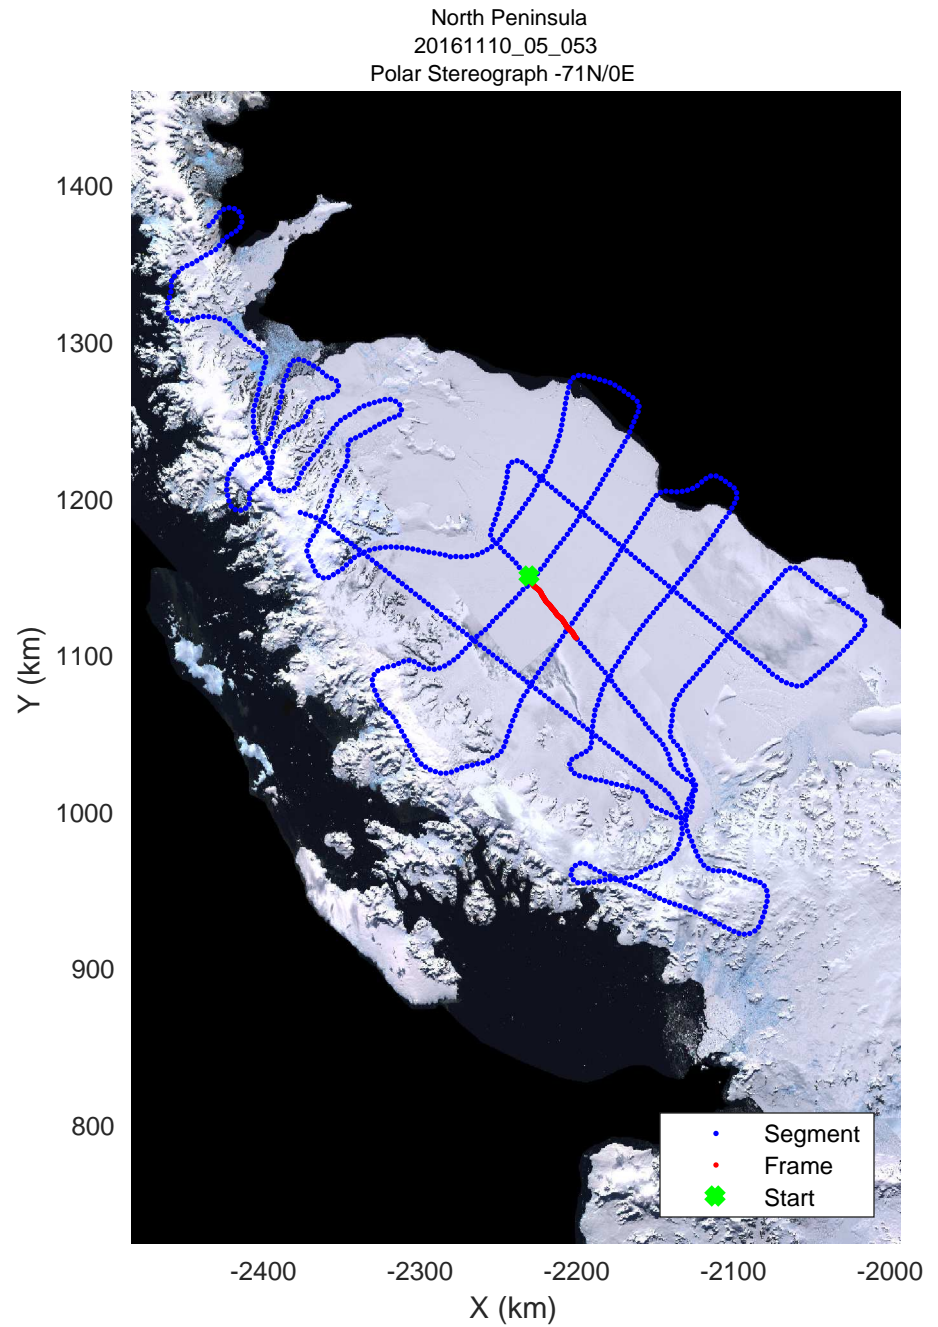 North Peninsula
20161110_05_053
Polar Stereograph -71N/0E
1400
1300
1200
1100
1000
900
800
Y (km)
-2400
-2300
-2200
-2100
-2000
X (km)
Segment
Frame
Start